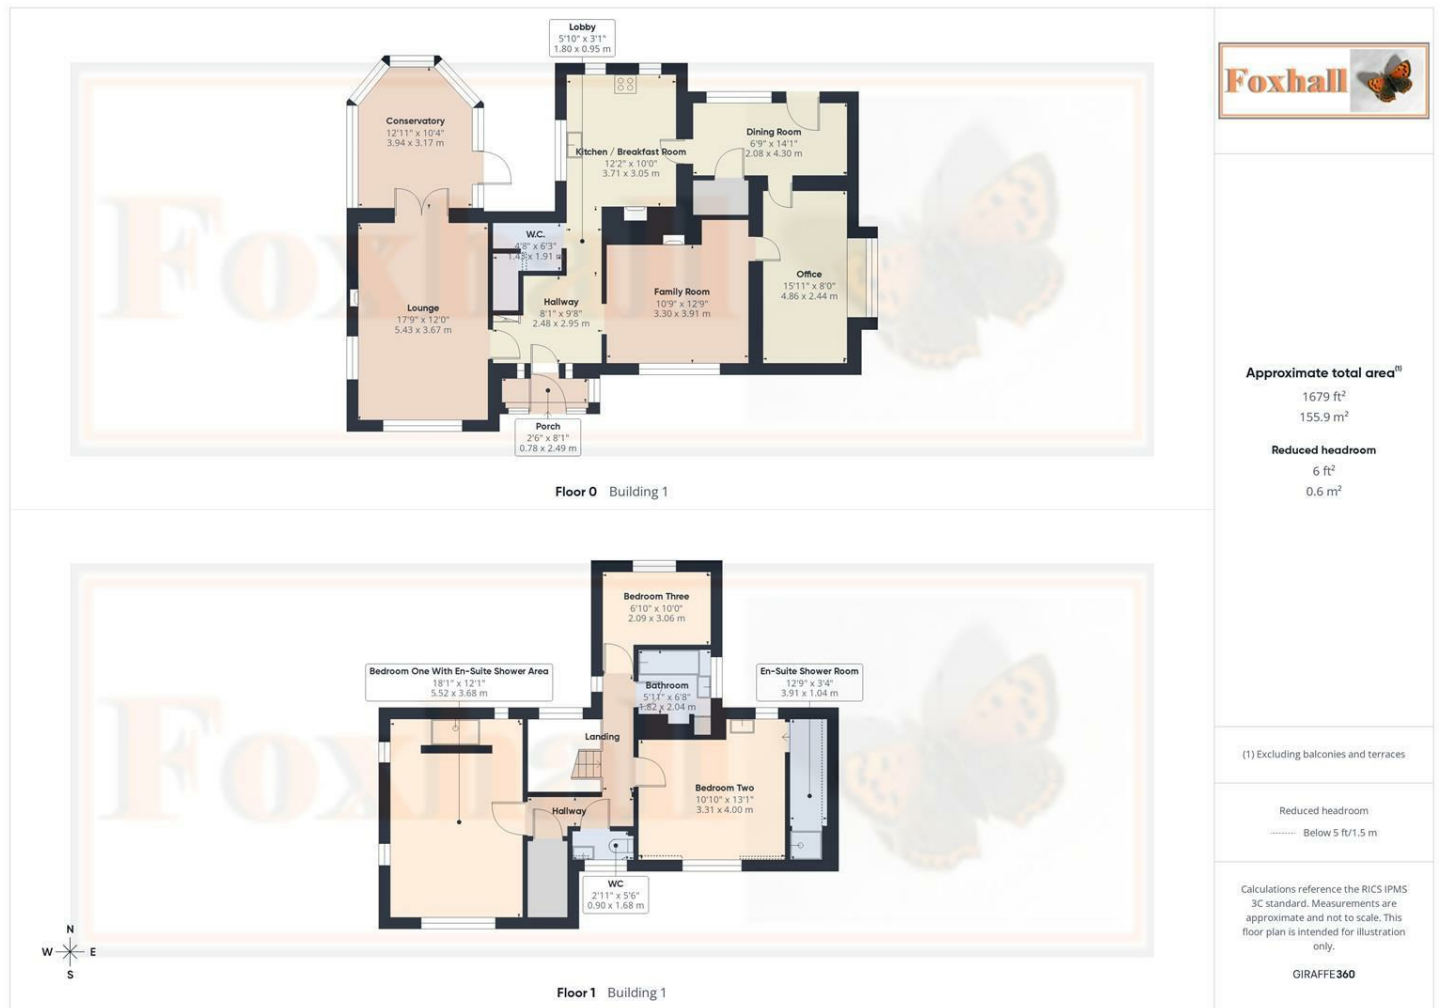 Lobby
5'10" x 3'1"
1.80 x 0.95 m
Conservatory
12'11" x 10'4"
3.94 x 3.17 m
Kitchen / Breakfast Room
12'2" x 10'0"
3.71 x 3.05 m
Dining Room
6'9" x 14'1"
2.08 x 4.30 m
W.C.
4'8" x 6'3"
1.43 x 1.91 m
Lounge
17'9" x 12'0"
5.43 x 3.67 m
Hallway
8'1" x 9'8"
2.48 x 2.95 m
Family Room
10'9" x 12'9"
3.30 x 3.91 m
Office
15'11" x 8'0"
4.86 x 2.44 m
Porch
2'6" x 8'1"
0.78 x 2.49 m
Foxhall
Floor 0 Building 1
Bedroom Three
6'10" x 10'0"
2.09 x 3.06 m
Bedroom One With En-Suite Shower Area
18'1" x 12'1"
5.52 x 3.68 m
Bathroom
5'11" x 6'8"
1.82 x 2.04 m
En-Suite Shower Room
12'9" x 3'4"
3.91 x 1.04 m
Landing
Bedroom Two
10'10" x 13'1"
3.31 x 4.00 m
Hallway
WC
2'11" x 5'6"
0.90 x 1.68 m
Foxhall
N
W E
S
Floor 1 Building 1
Foxhall
Approximate total area(1)
1679 ft²
155.9 m²
Reduced headroom
6 ft²
0.6 m²
(1) Excluding balconies and terraces
Reduced headroom
Below 5 ft/1.5 m
Calculations reference the RICS IPMS
3C standard. Measurements are
approximate and not to scale. This
floor plan is intended for illustration
only.
GIRAFFE360